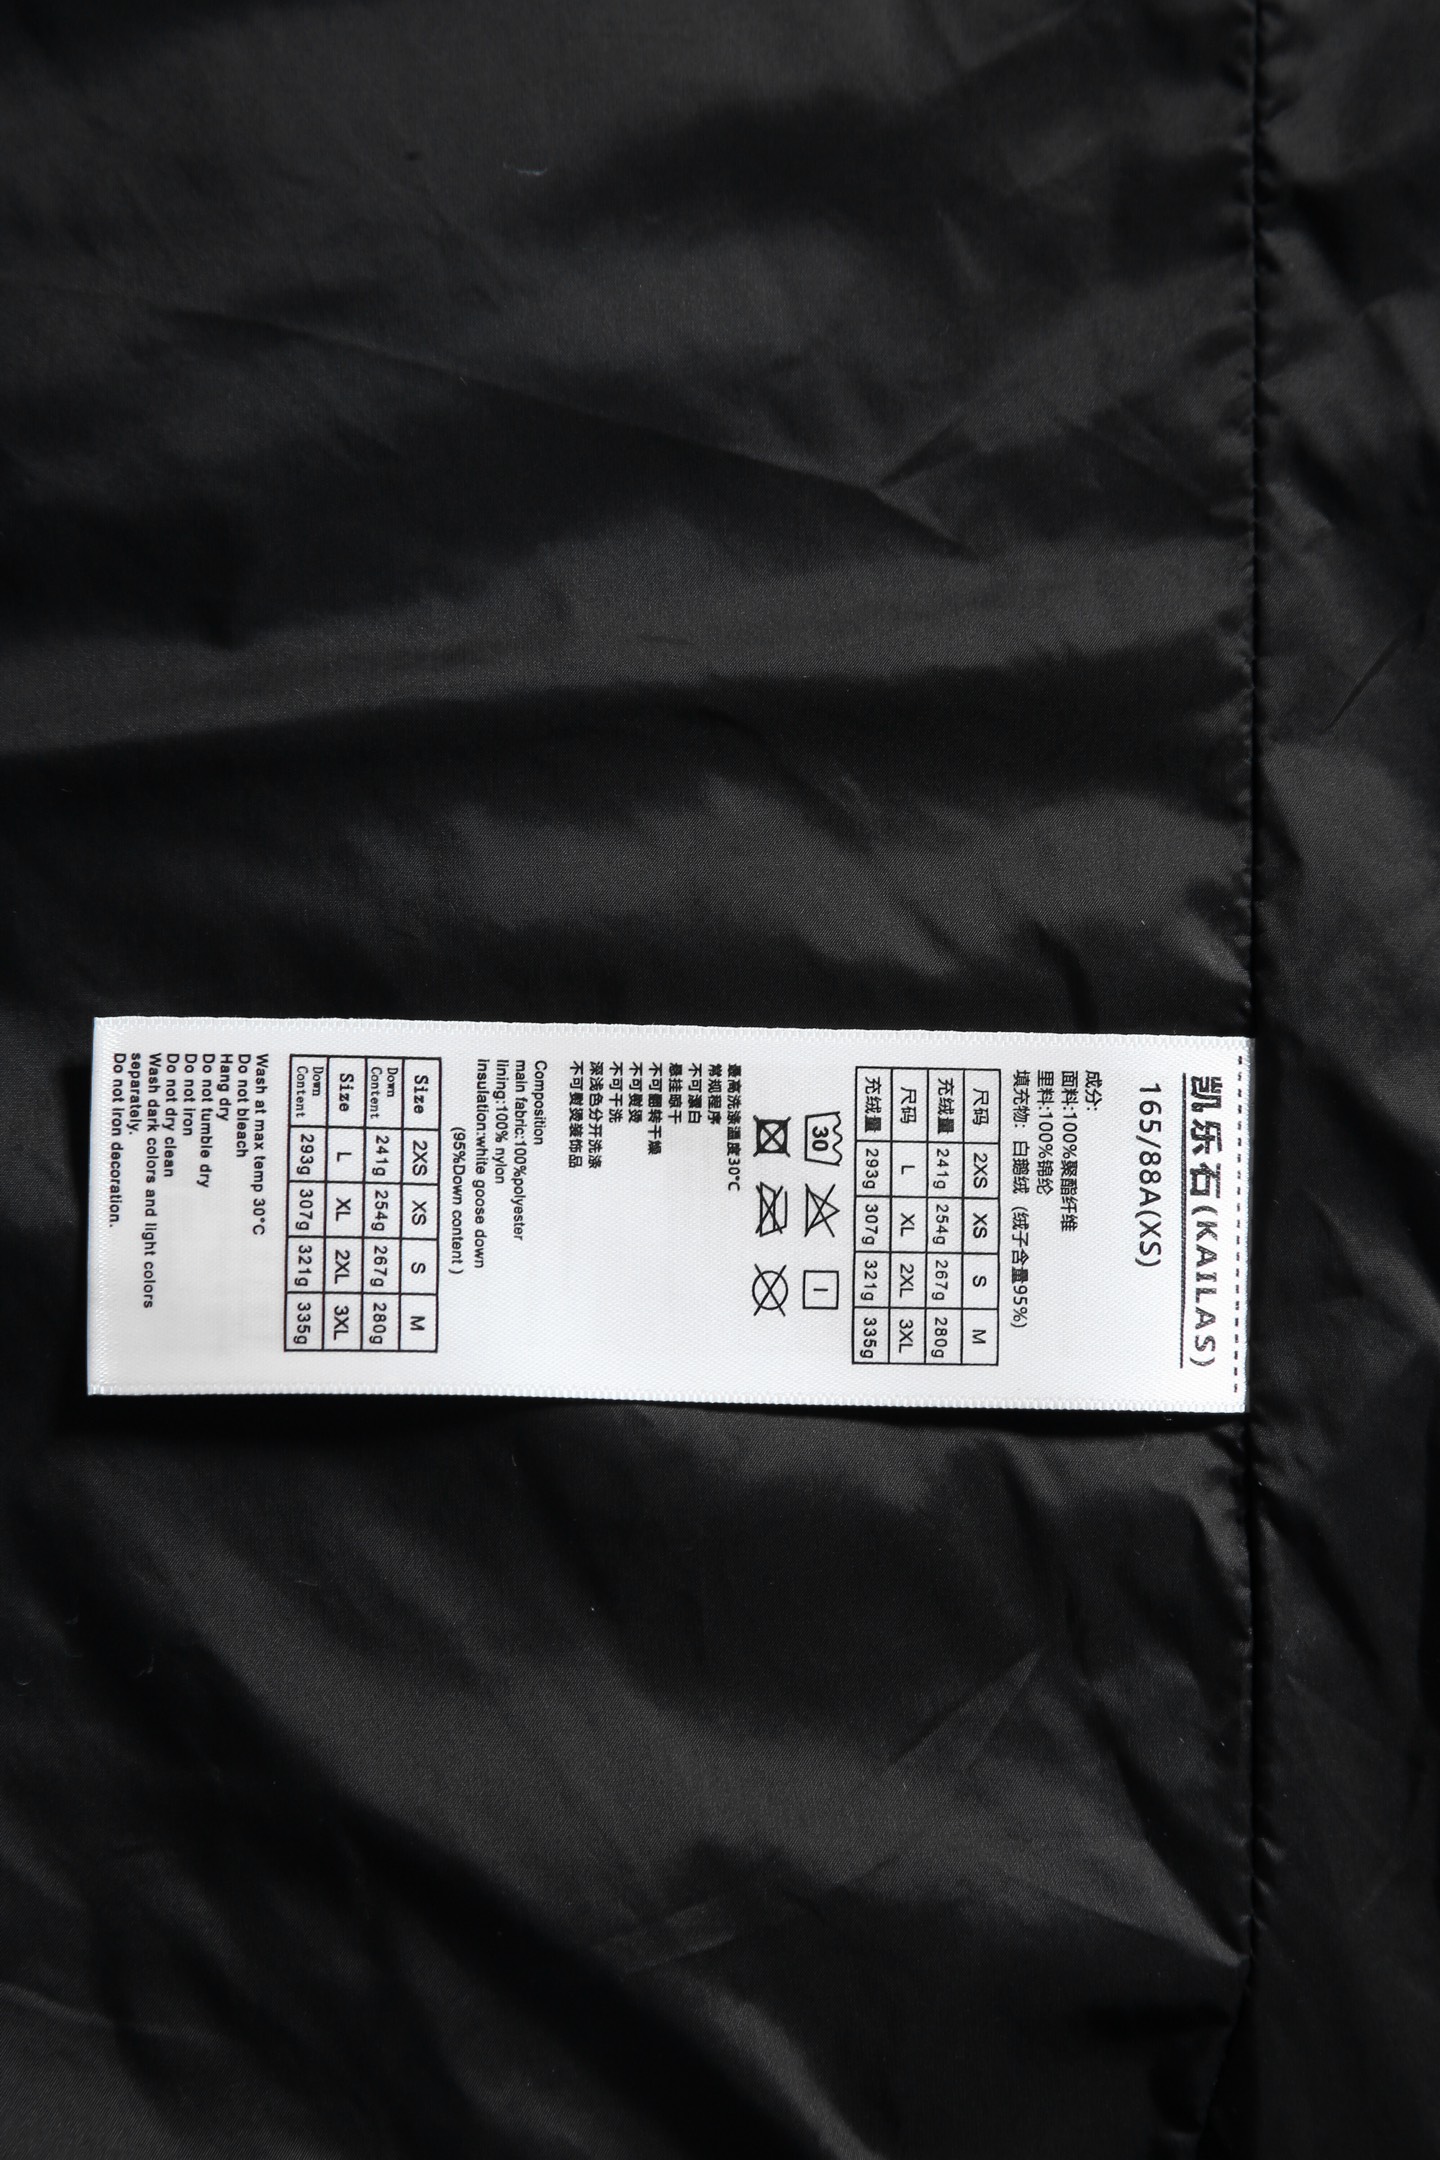 凯乐石(KAILAS)
165/88A(XS)
成分:
面料:100%聚酯纤维
里料:100%锦纶
填充物: 白鹅绒 (绒子含量95%)
尺码 2XS XS S M
充绒量 241g 254g 267g 280g
尺码 L XL 2XL 3XL
充绒量 293g 307g 321g 335g
30
最高洗涤温度30°C
常规程序
不可漂白
悬挂晾干
不可翻转干燥
不可熨烫
不可干洗
深浅色分开洗涤
不可熨烫装饰品
Composition
main fabric:100%polyester
lining:100% nylon
insulation:white goose down
(95%Down content )
Size 2XS XS S M
Down Content 241g 254g 267g 280g
Size L XL 2XL 3XL
Down Content 293g 307g 321g 335g
Wash at max temp 30°C
Do not bleach
Hang dry
Do not tumble dry
Do not iron
Do not dry clean
Wash dark colors and light colors
separately.
Do not iron decoration.